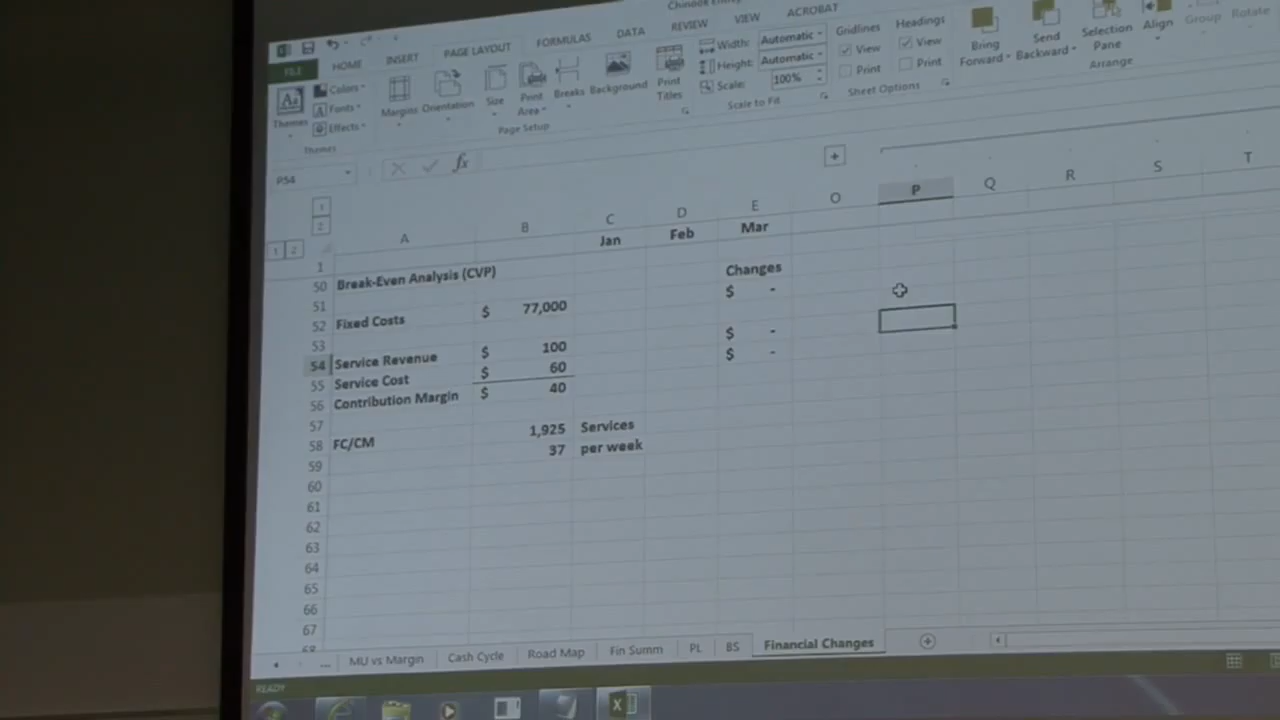 HOME INSERT PAGE LAYOUT FORMULAS DATA REVIEW VIEW ACROBAT
FILE
Themes Colors Fonts Effects
Margins Orientation Size Print Area Breaks Background Print Titles
Width: Automatic
Height: Automatic
Scale: 100%
Gridlines Headings
View View
Print Print
Bring Forward Send Backward Selection Pane Align Group Rotate
Themes Page Setup Scale to Fit Sheet Options Arrange
P54 fx
1
2
1 2
A B C D E O P Q R S T
1 Jan Feb Mar
50 Break-Even Analysis (CVP) Changes
51 $ -
52 Fixed Costs $ 77,000
53 $ -
54 Service Revenue $ 100 $ -
55 Service Cost $ 60
56 Contribution Margin $ 40
57
58 FC/CM 1,925 Services
59 37 per week
60
61
62
63
64
65
66
67
... MU vs Margin Cash Cycle Road Map Fin Summ PL BS Financial Changes
READY